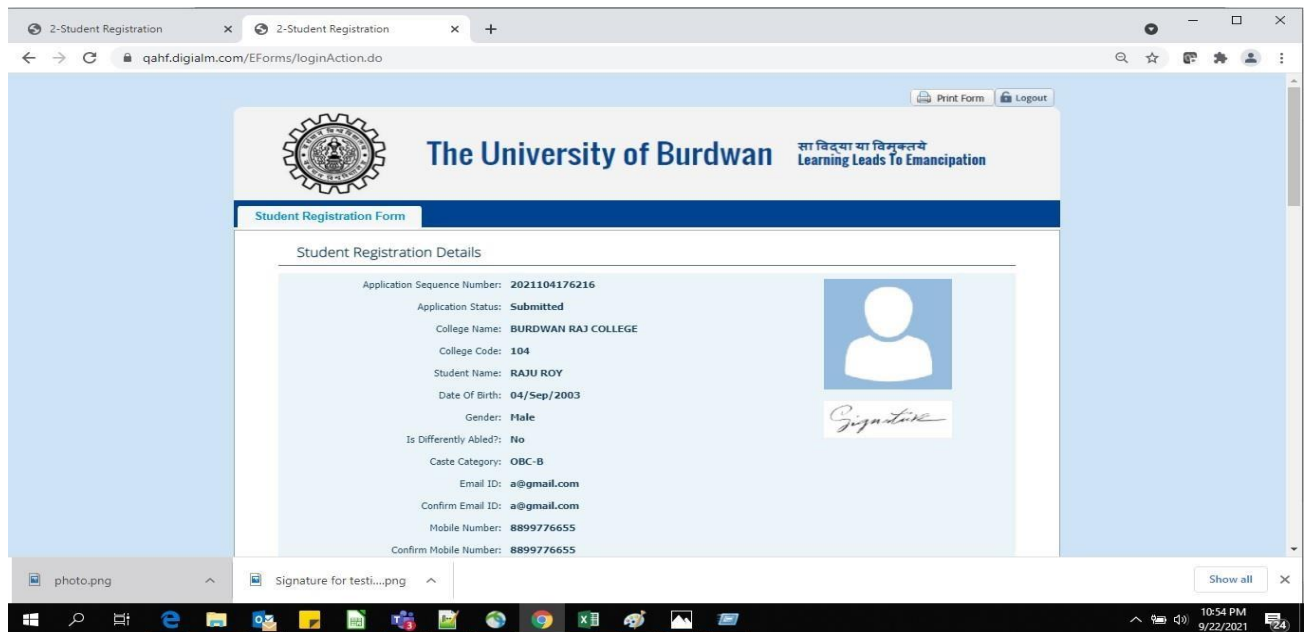 2-Student Registration
2-Student Registration
qahf.digialm.com/EForms/loginAction.do
Print Form Logout
The University of Burdwan
सा विद्या या विमुक्तये
Learning Leads To Emancipation
Student Registration Form
Student Registration Details
Application Sequence Number: 2021104176216
Application Status: Submitted
College Name: BURDWAN RAJ COLLEGE
College Code: 104
Student Name: RAJU ROY
Date Of Birth: 04/Sep/2003
Gender: Male
Is Differently Abled?: No
Caste Category: OBC-B
Email ID: a@gmail.com
Confirm Email ID: a@gmail.com
Mobile Number: 8899776655
Confirm Mobile Number: 8899776655
Signature
photo.png
Signature for testi....png
Show all
10:54 PM
9/22/2021
24